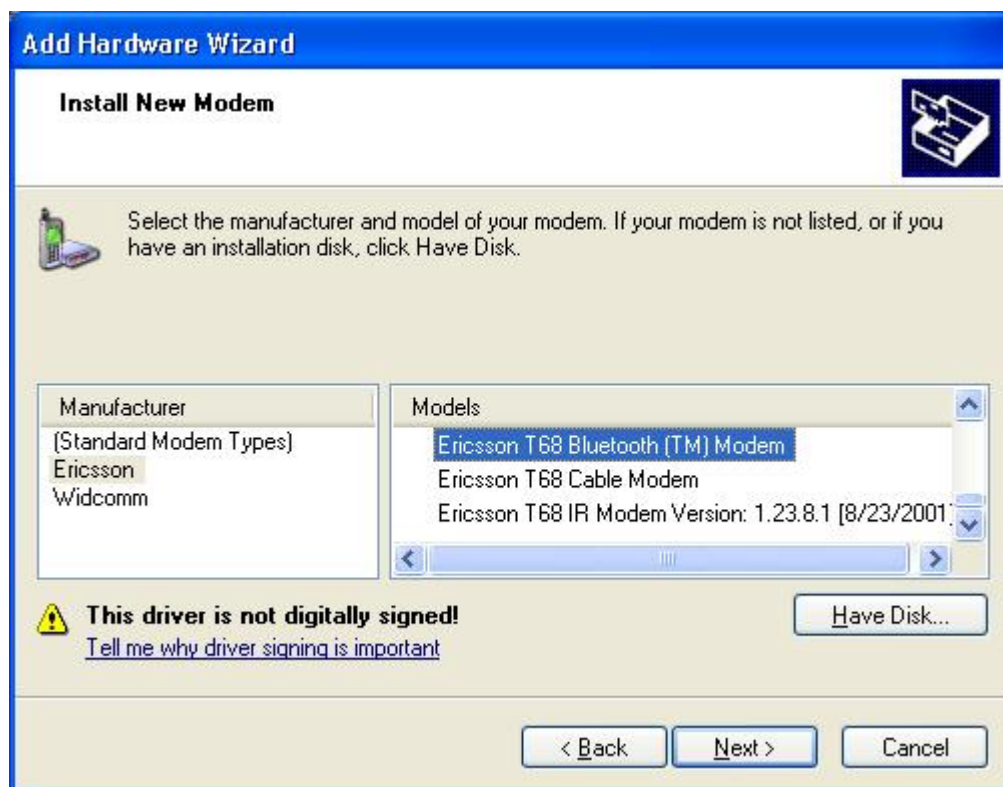 Add Hardware Wizard
Install New Modem
Select the manufacturer and model of your modem. If your modem is not listed, or if you
have an installation disk, click Have Disk.
Manufacturer
(Standard Modem Types)
Ericsson
Widcomm
Models
Ericsson T68 Bluetooth (TM) Modem
Ericsson T68 Cable Modem
Ericsson T68 IR Modem Version: 1.23.8.1 [8/23/2001]
This driver is not digitally signed!
Tell me why driver signing is important
Have Disk...
< Back
Next >
Cancel